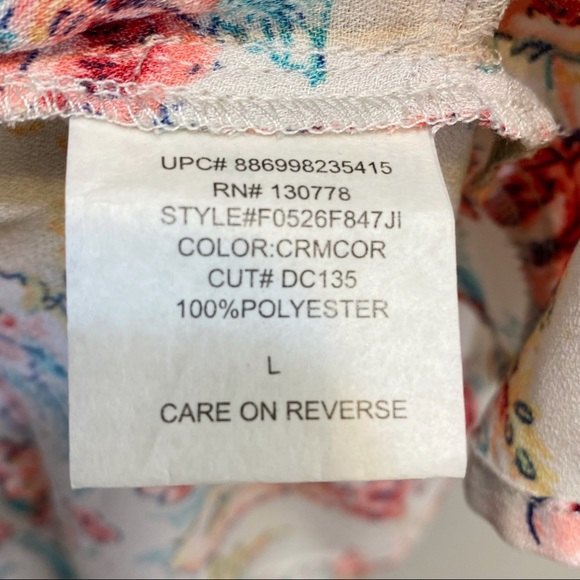 UPC# 886998235415
RN# 130778
STYLE#F0526F847JI
COLOR:CRMCOR
CUT# DC135
100%POLYESTER
L
CARE ON REVERSE